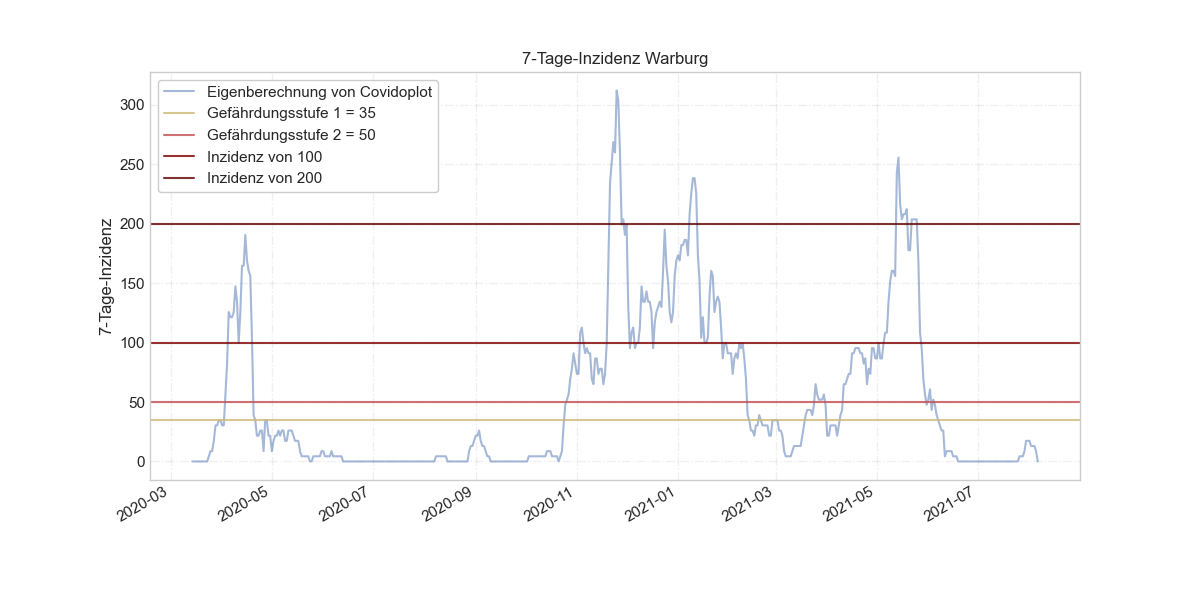 7-Tage-Inzidenz Warburg
Eigenberechnung von Covidoplot
Gefährdungsstufe 1 = 35
Gefährdungsstufe 2 = 50
Inzidenz von 100
Inzidenz von 200
7-Tage-Inzidenz
300
250
200
150
100
50
0
2020-03
2020-05
2020-07
2020-09
2020-11
2021-01
2021-03
2021-05
2021-07